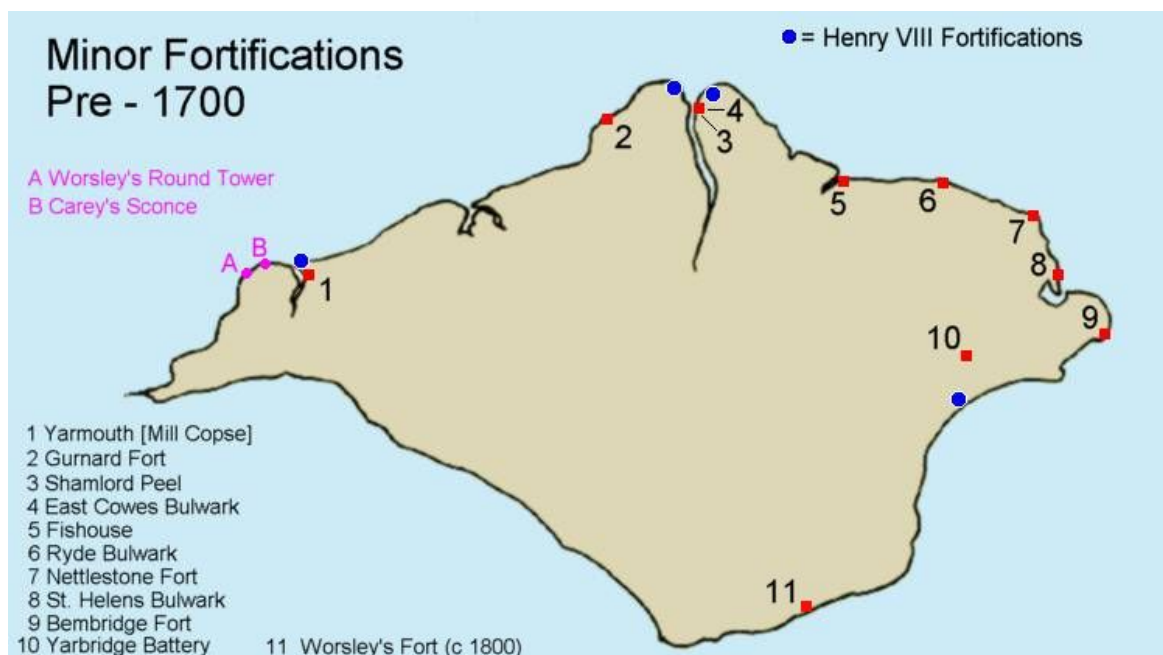 Minor Fortifications
Pre - 1700
= Henry VIII Fortifications
A Worsley's Round Tower
B Carey's Sconce
A
B
1
2
3
4
5
6
7
8
9
10
11
1 Yarmouth [Mill Copse]
2 Gurnard Fort
3 Shamlord Peel
4 East Cowes Bulwark
5 Fishouse
6 Ryde Bulwark
7 Nettlestone Fort
8 St. Helens Bulwark
9 Bembridge Fort
10 Yarbridge Battery
11 Worsley's Fort (c 1800)